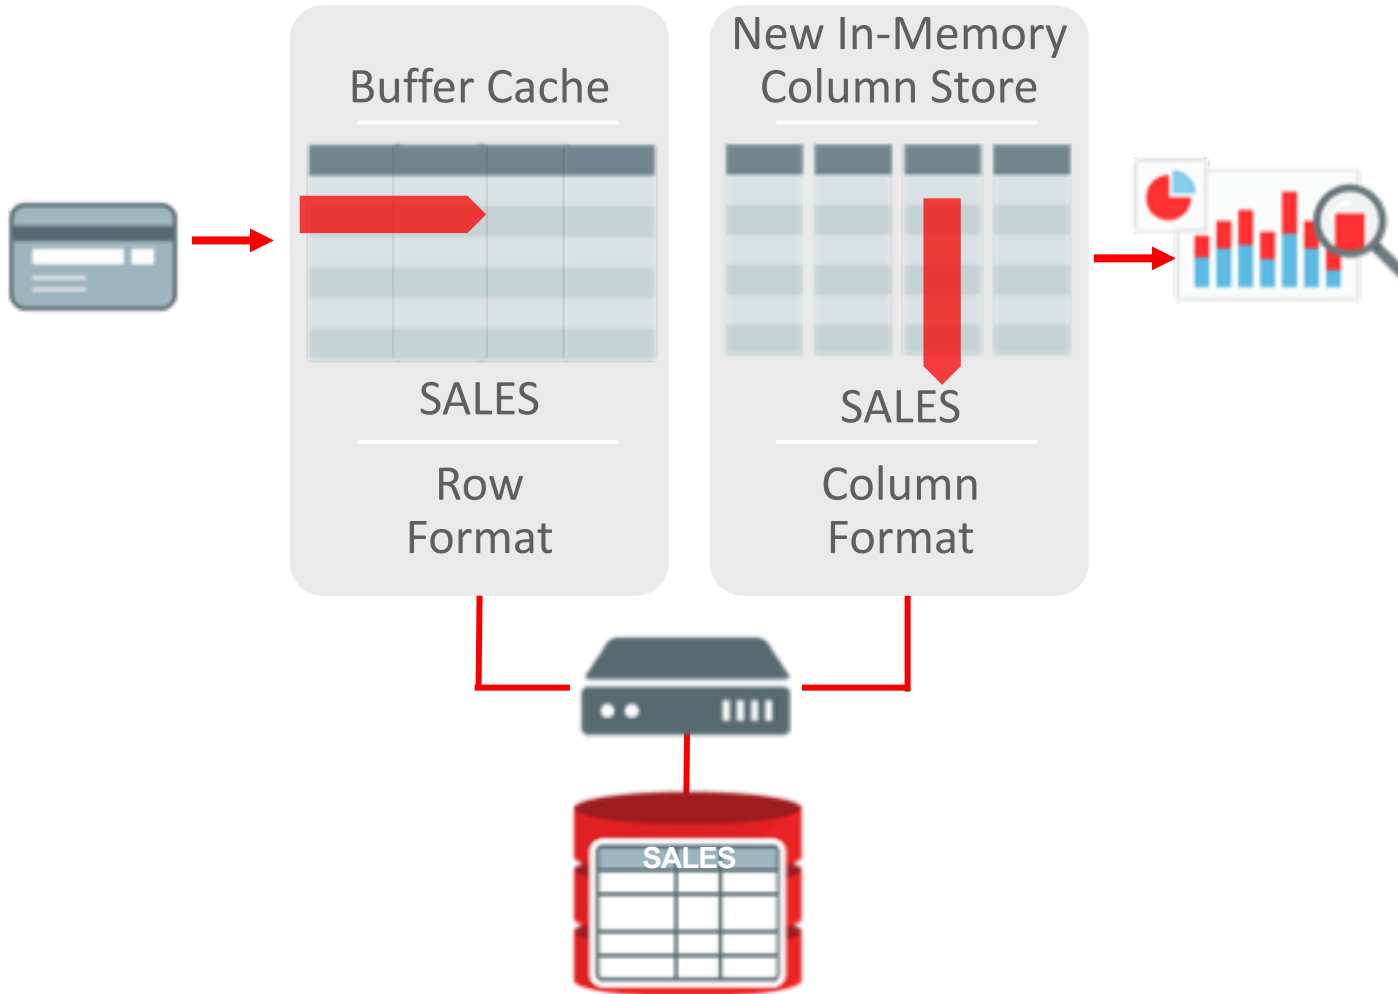 Buffer Cache
SALES
Row
Format
New In-Memory
Column Store
SALES
Column
Format
SALES